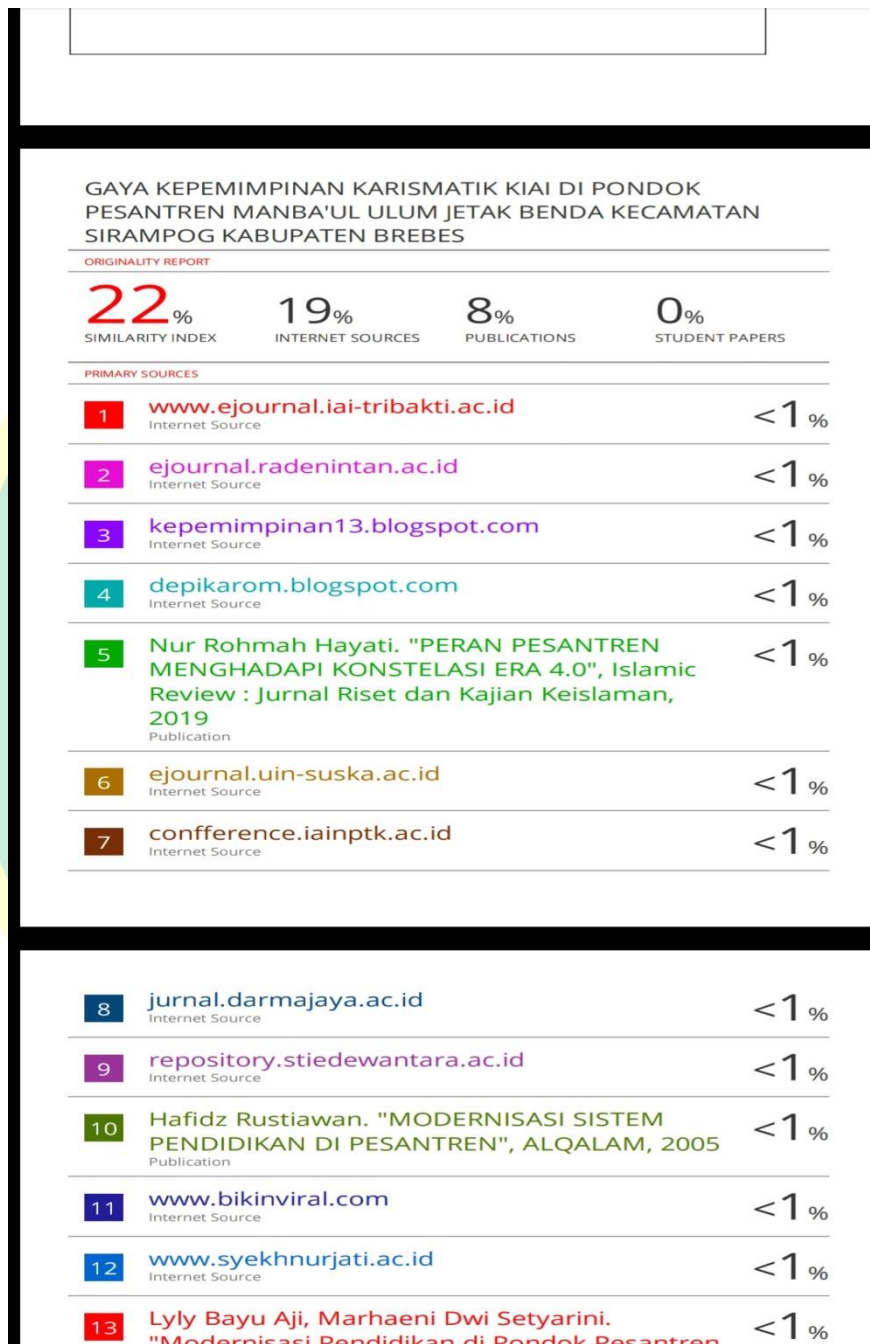 GAYA KEPEMIMPINAN KARISMATIK KIAI DI PONDOK
PESANTREN MANBA'UL ULUM JETAK BENDA KECAMATAN
SIRAMPOG KABUPATEN BREBES
ORIGINALITY REPORT
22% 19% 8% 0%
SIMILARITY INDEX INTERNET SOURCES PUBLICATIONS STUDENT PAPERS
PRIMARY SOURCES
1 www.ejournal.iai-tribakti.ac.id <1%
Internet Source
2 ejournal.radenintan.ac.id <1%
Internet Source
3 kepemimpinan13.blogspot.com <1%
Internet Source
4 depikarom.blogspot.com <1%
Internet Source
5 Nur Rohmah Hayati. "PERAN PESANTREN <1%
MENGHADAPI KONSTELASI ERA 4.0", Islamic
Review : Jurnal Riset dan Kajian Keislaman,
2019
Publication
6 ejournal.uin-suska.ac.id <1%
Internet Source
7 confference.iainptk.ac.id <1%
Internet Source
8 jurnal.darmajaya.ac.id <1%
Internet Source
9 repository.stiedewantara.ac.id <1%
Internet Source
10 Hafidz Rustiawan. "MODERNISASI SISTEM <1%
PENDIDIKAN DI PESANTREN", ALQALAM, 2005
Publication
11 www.bikinviral.com <1%
Internet Source
12 www.syekhnurjati.ac.id <1%
Internet Source
13 Lyly Bayu Aji, Marhaeni Dwi Setyarini. <1%
"Modernisasi Pendidikan di Pondok Pesantren